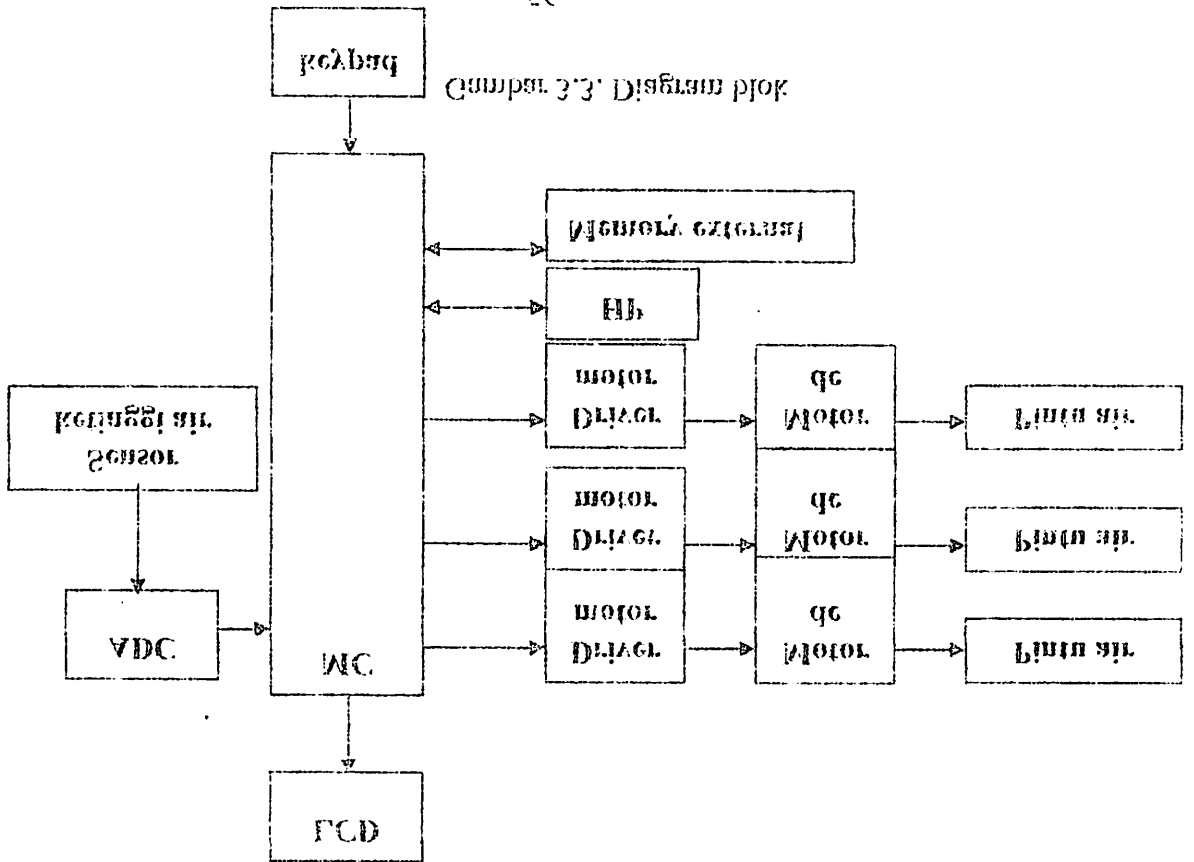 LCD
MC
ADC
Driver
motor
Motor
dc
Pintu air
Driver
motor
Motor
dc
Pintu air
Sensor
ketinggi air
Driver
motor
Motor
dc
Pintu air
HP
Memory external
Gambar 3.3. Diagram blok
keypad